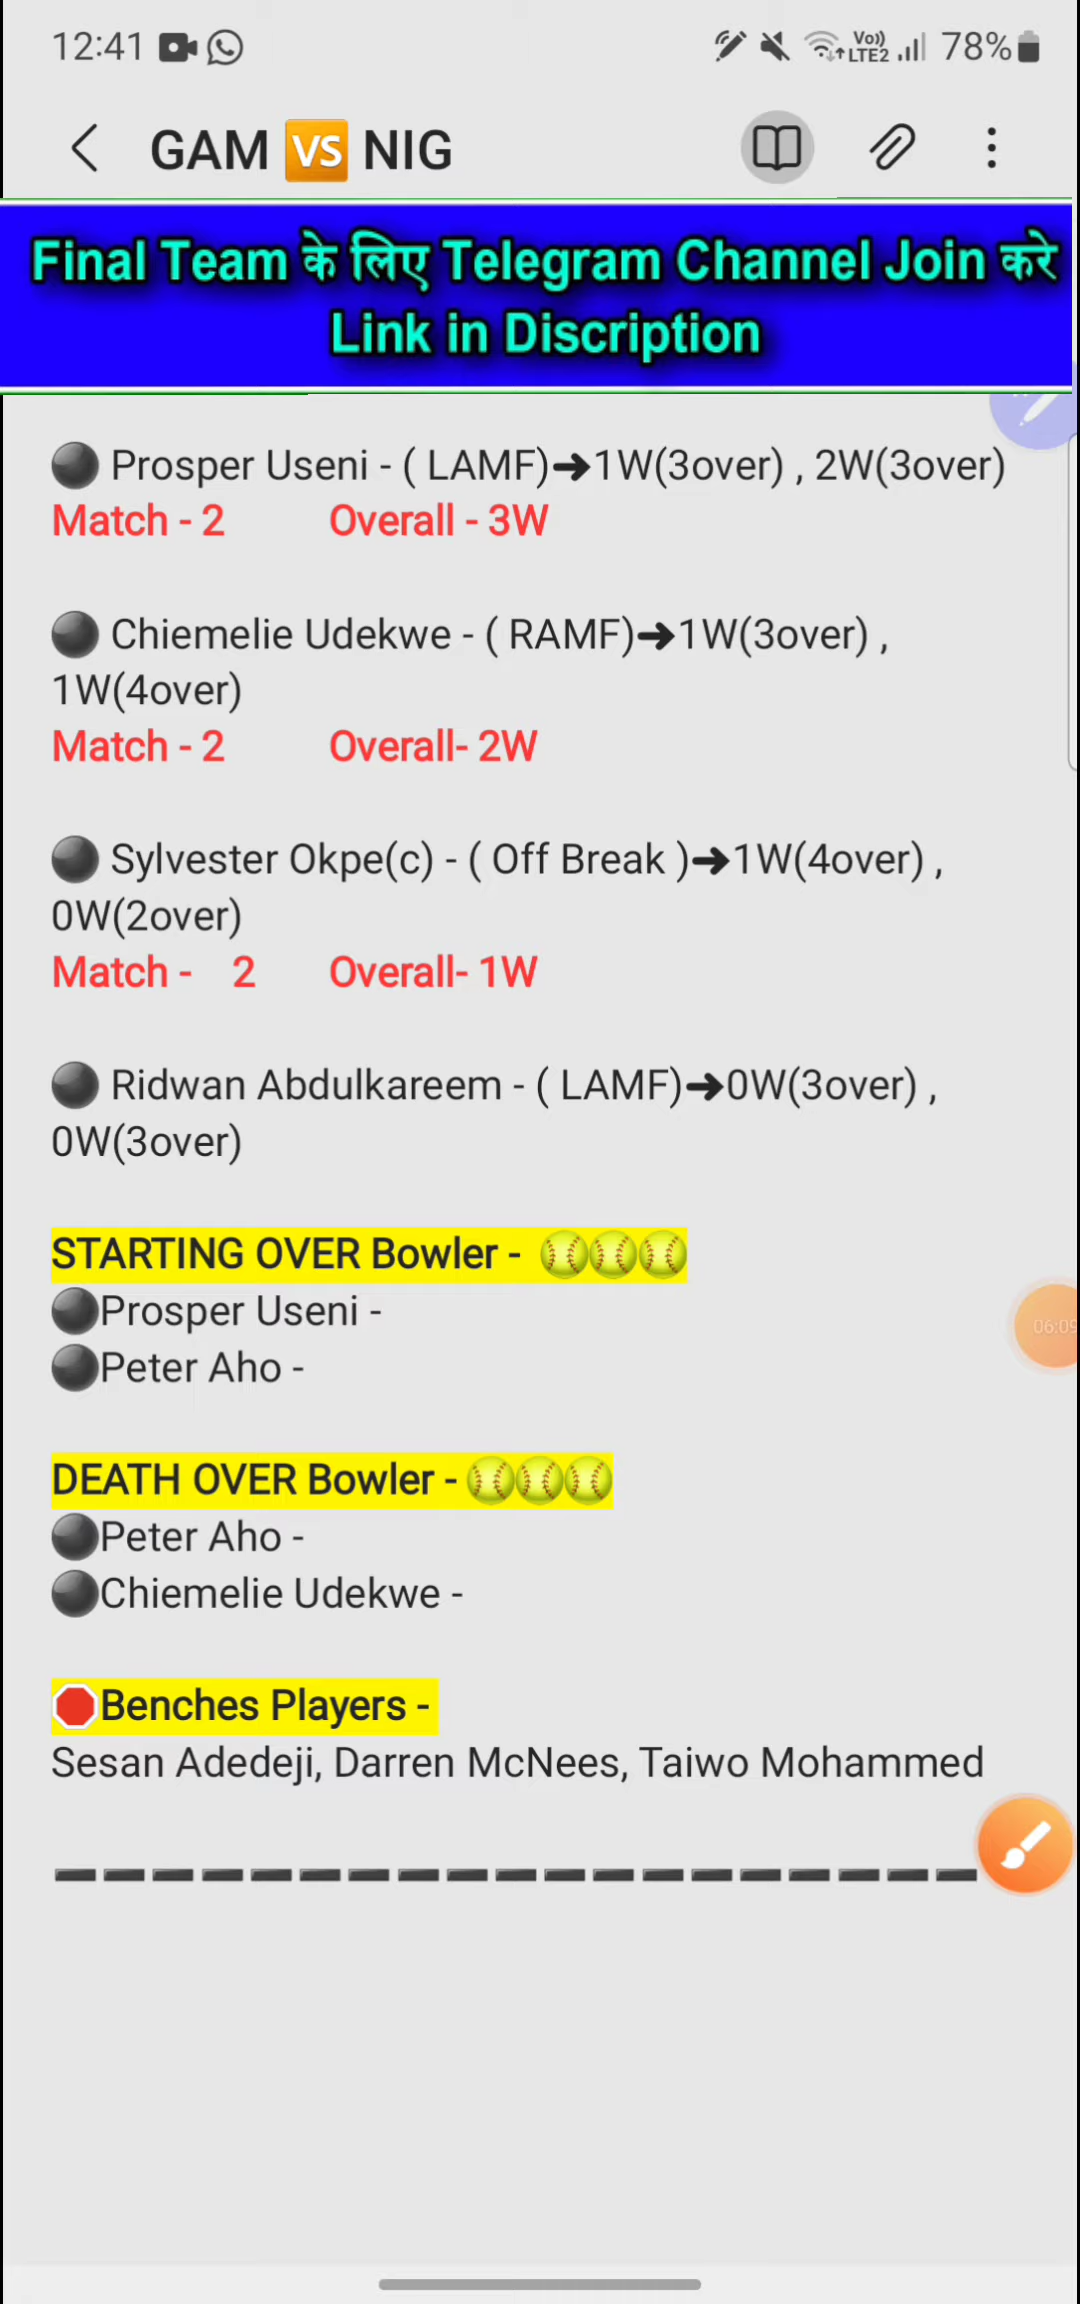 12:41 Vo)) LTE2 78%
GAM VS NIG
Final Team के लिए Telegram Channel Join करे
Link in Discription
Prosper Useni - ( LAMF)➔1W(3over) , 2W(3over)
Match - 2 Overall - 3W
Chiemelie Udekwe - ( RAMF)➔1W(3over) ,
1W(4over)
Match - 2 Overall- 2W
Sylvester Okpe(c) - ( Off Break )➔1W(4over) ,
0W(2over)
Match - 2 Overall- 1W
Ridwan Abdulkareem - ( LAMF)➔0W(3over) ,
0W(3over)
STARTING OVER Bowler -
Prosper Useni -
06:09
Peter Aho -
DEATH OVER Bowler -
Peter Aho -
Chiemelie Udekwe -
Benches Players -
Sesan Adedeji, Darren McNees, Taiwo Mohammed